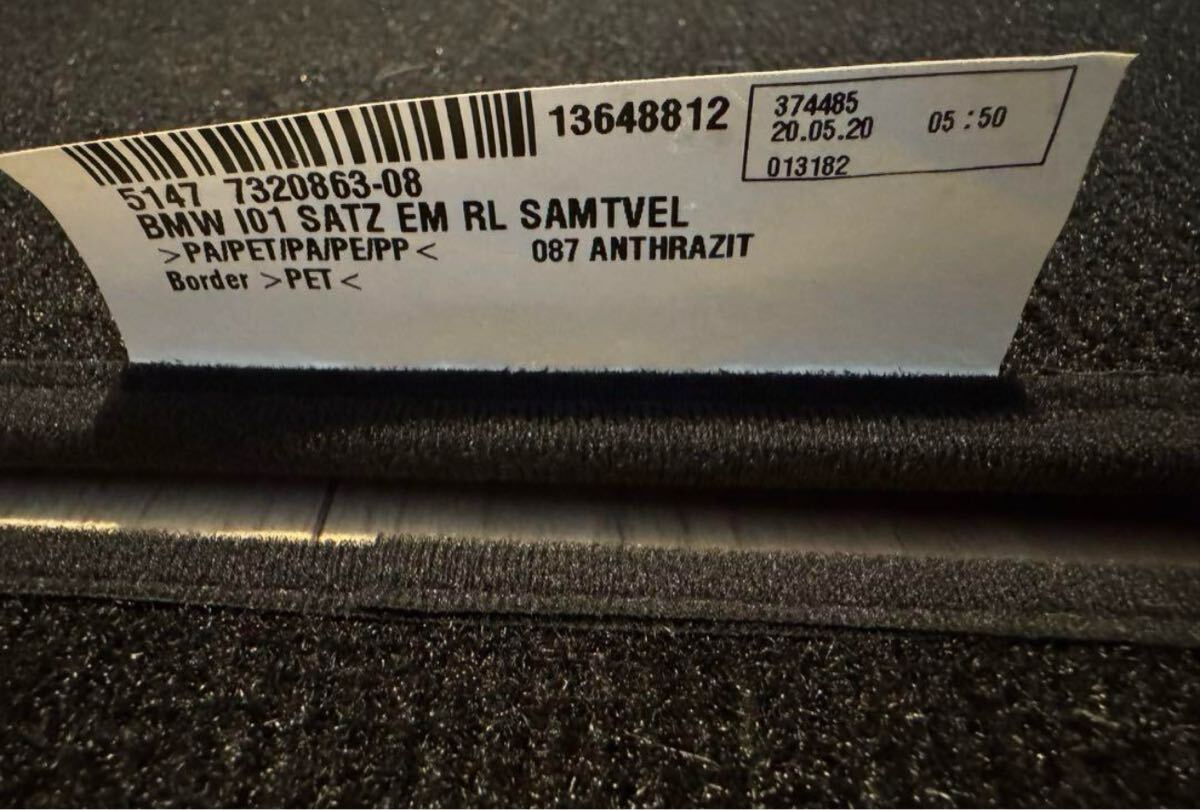 13648812
374485
20.05.20 05:50
013182
5147 7320863-08
BMW I01 SATZ EM RL SAMTVEL
>PA/PET/PA/PE/PP< 087 ANTHRAZIT
Border >PET<